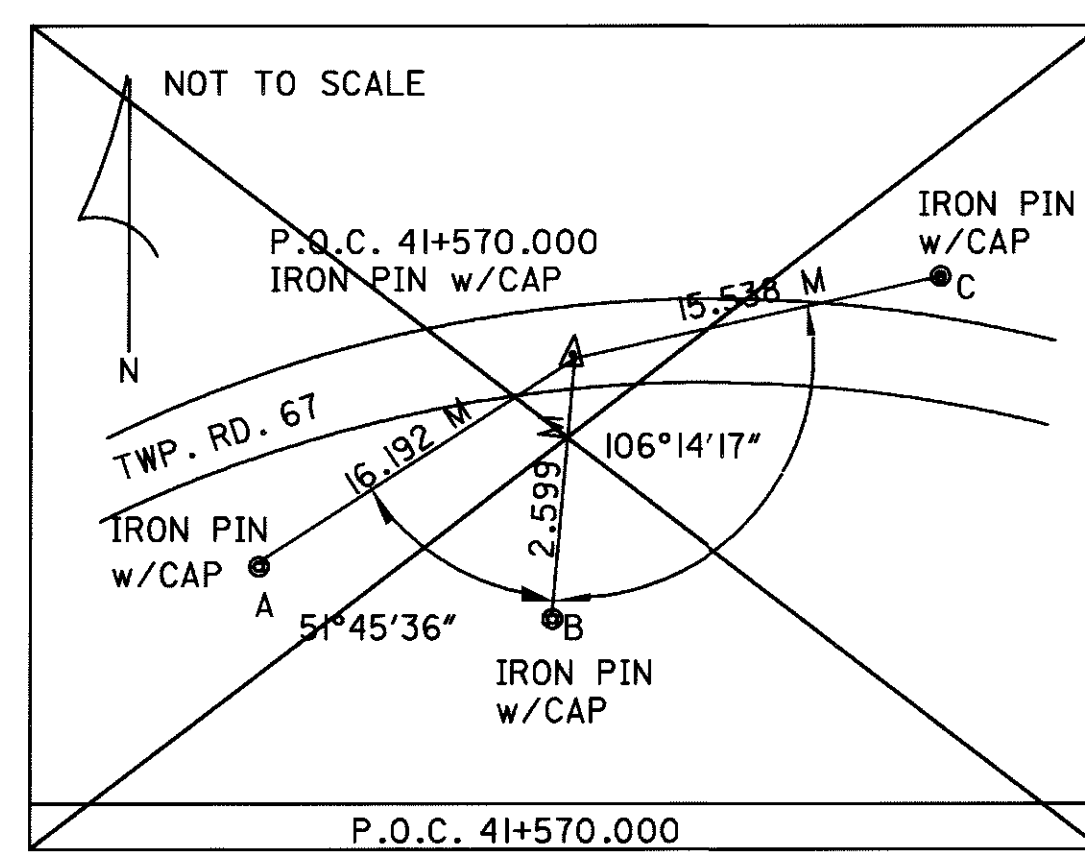 NOT TO SCALE
N
P.O.C. 41+570.000
IRON PIN w/CAP
IRON PIN
w/CAP
C
15.538 M
TWP. RD. 67
16.192 M
2.599 M
106°14'17"
IRON PIN
w/CAP
A
51°45'36"
B
IRON PIN
w/CAP
P.O.C. 41+570.000